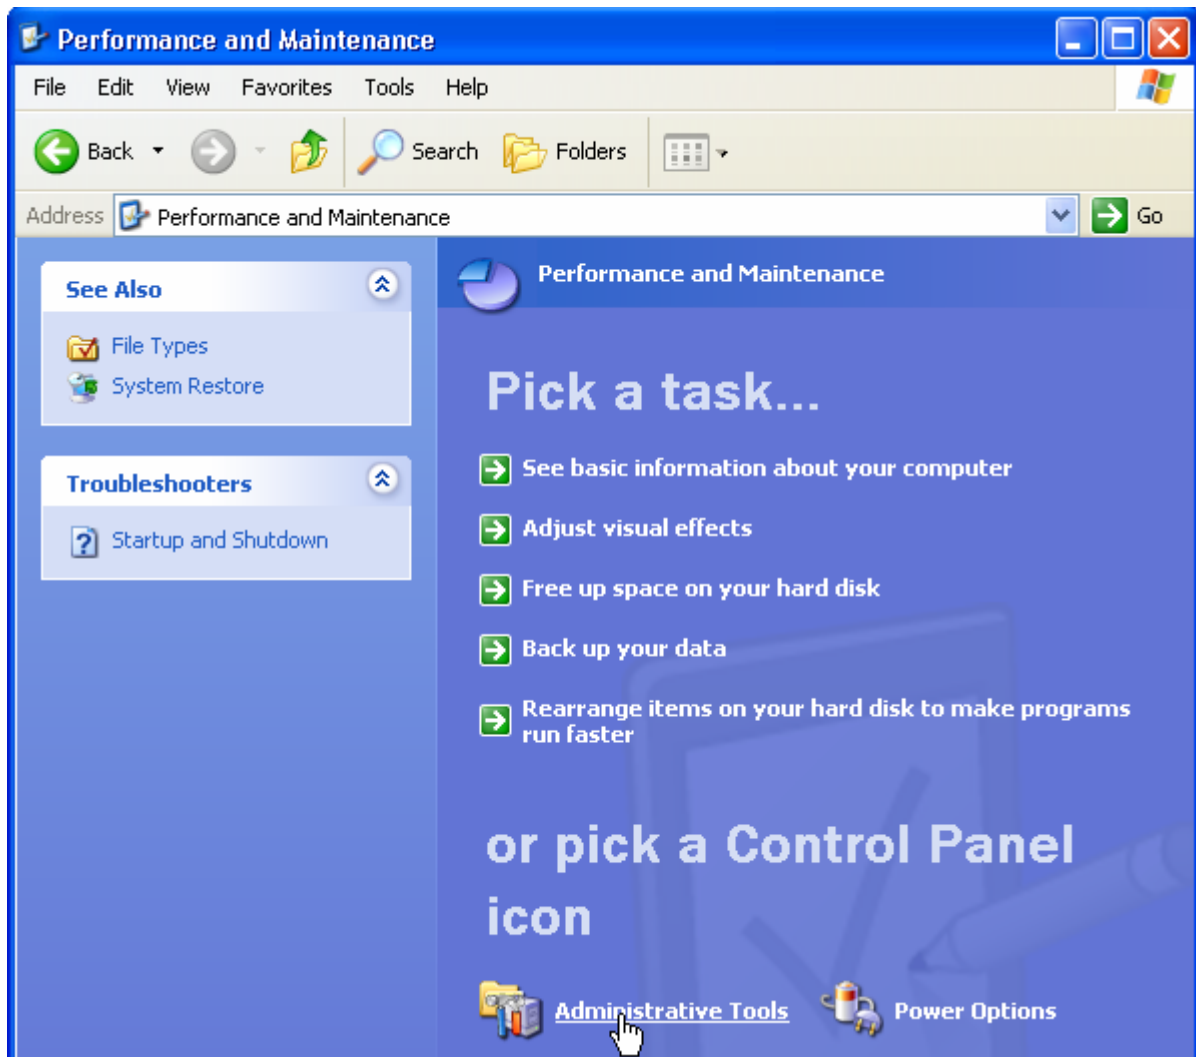 Performance and Maintenance
File Edit View Favorites Tools Help
Back Search Folders
Address Performance and Maintenance Go
See Also
File Types
System Restore
Troubleshooters
Startup and Shutdown
Performance and Maintenance
Pick a task...
See basic information about your computer
Adjust visual effects
Free up space on your hard disk
Back up your data
Rearrange items on your hard disk to make programs
run faster
or pick a Control Panel
icon
Administrative Tools Power Options